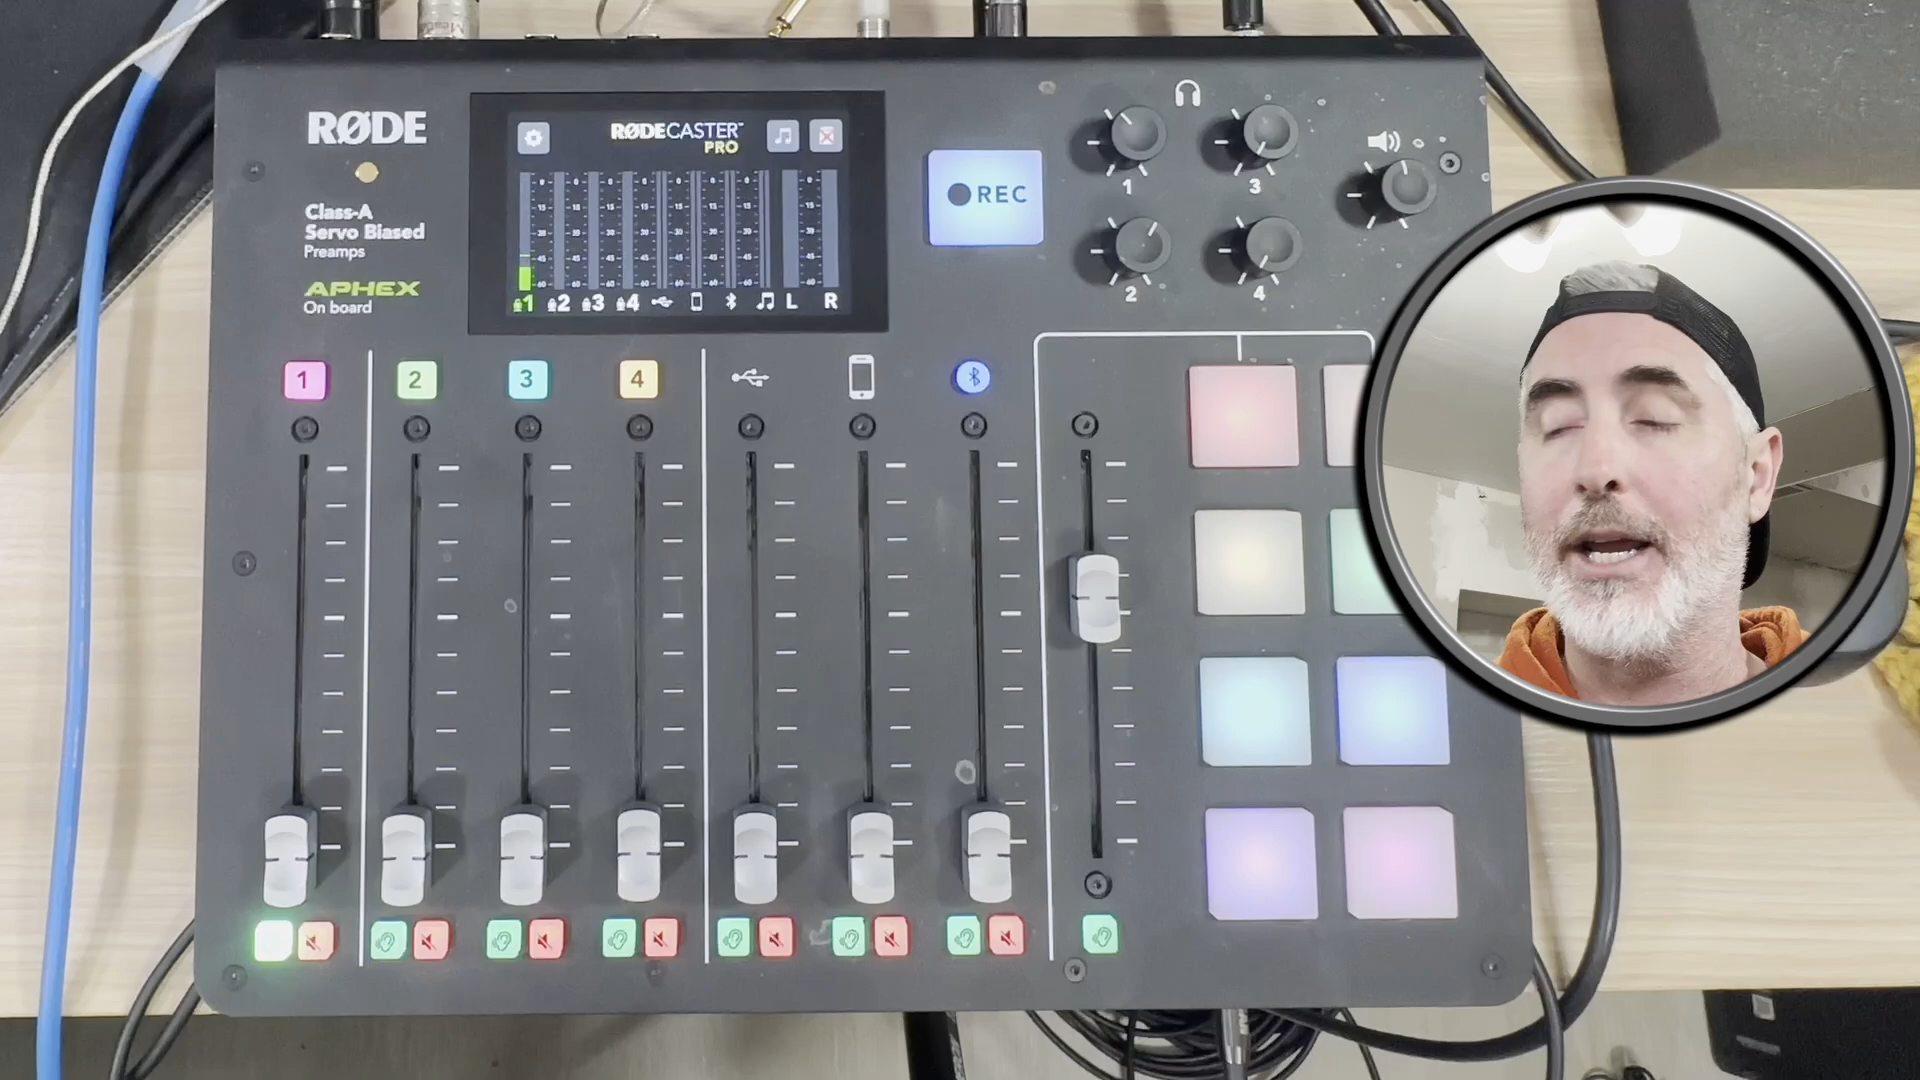 RØDE
Class-A
Servo Biased
Preamps
APHEX
On board
RØDECASTER™
PRO
1 2 3 4 L R
REC
1
3
2
4
1
2
3
4